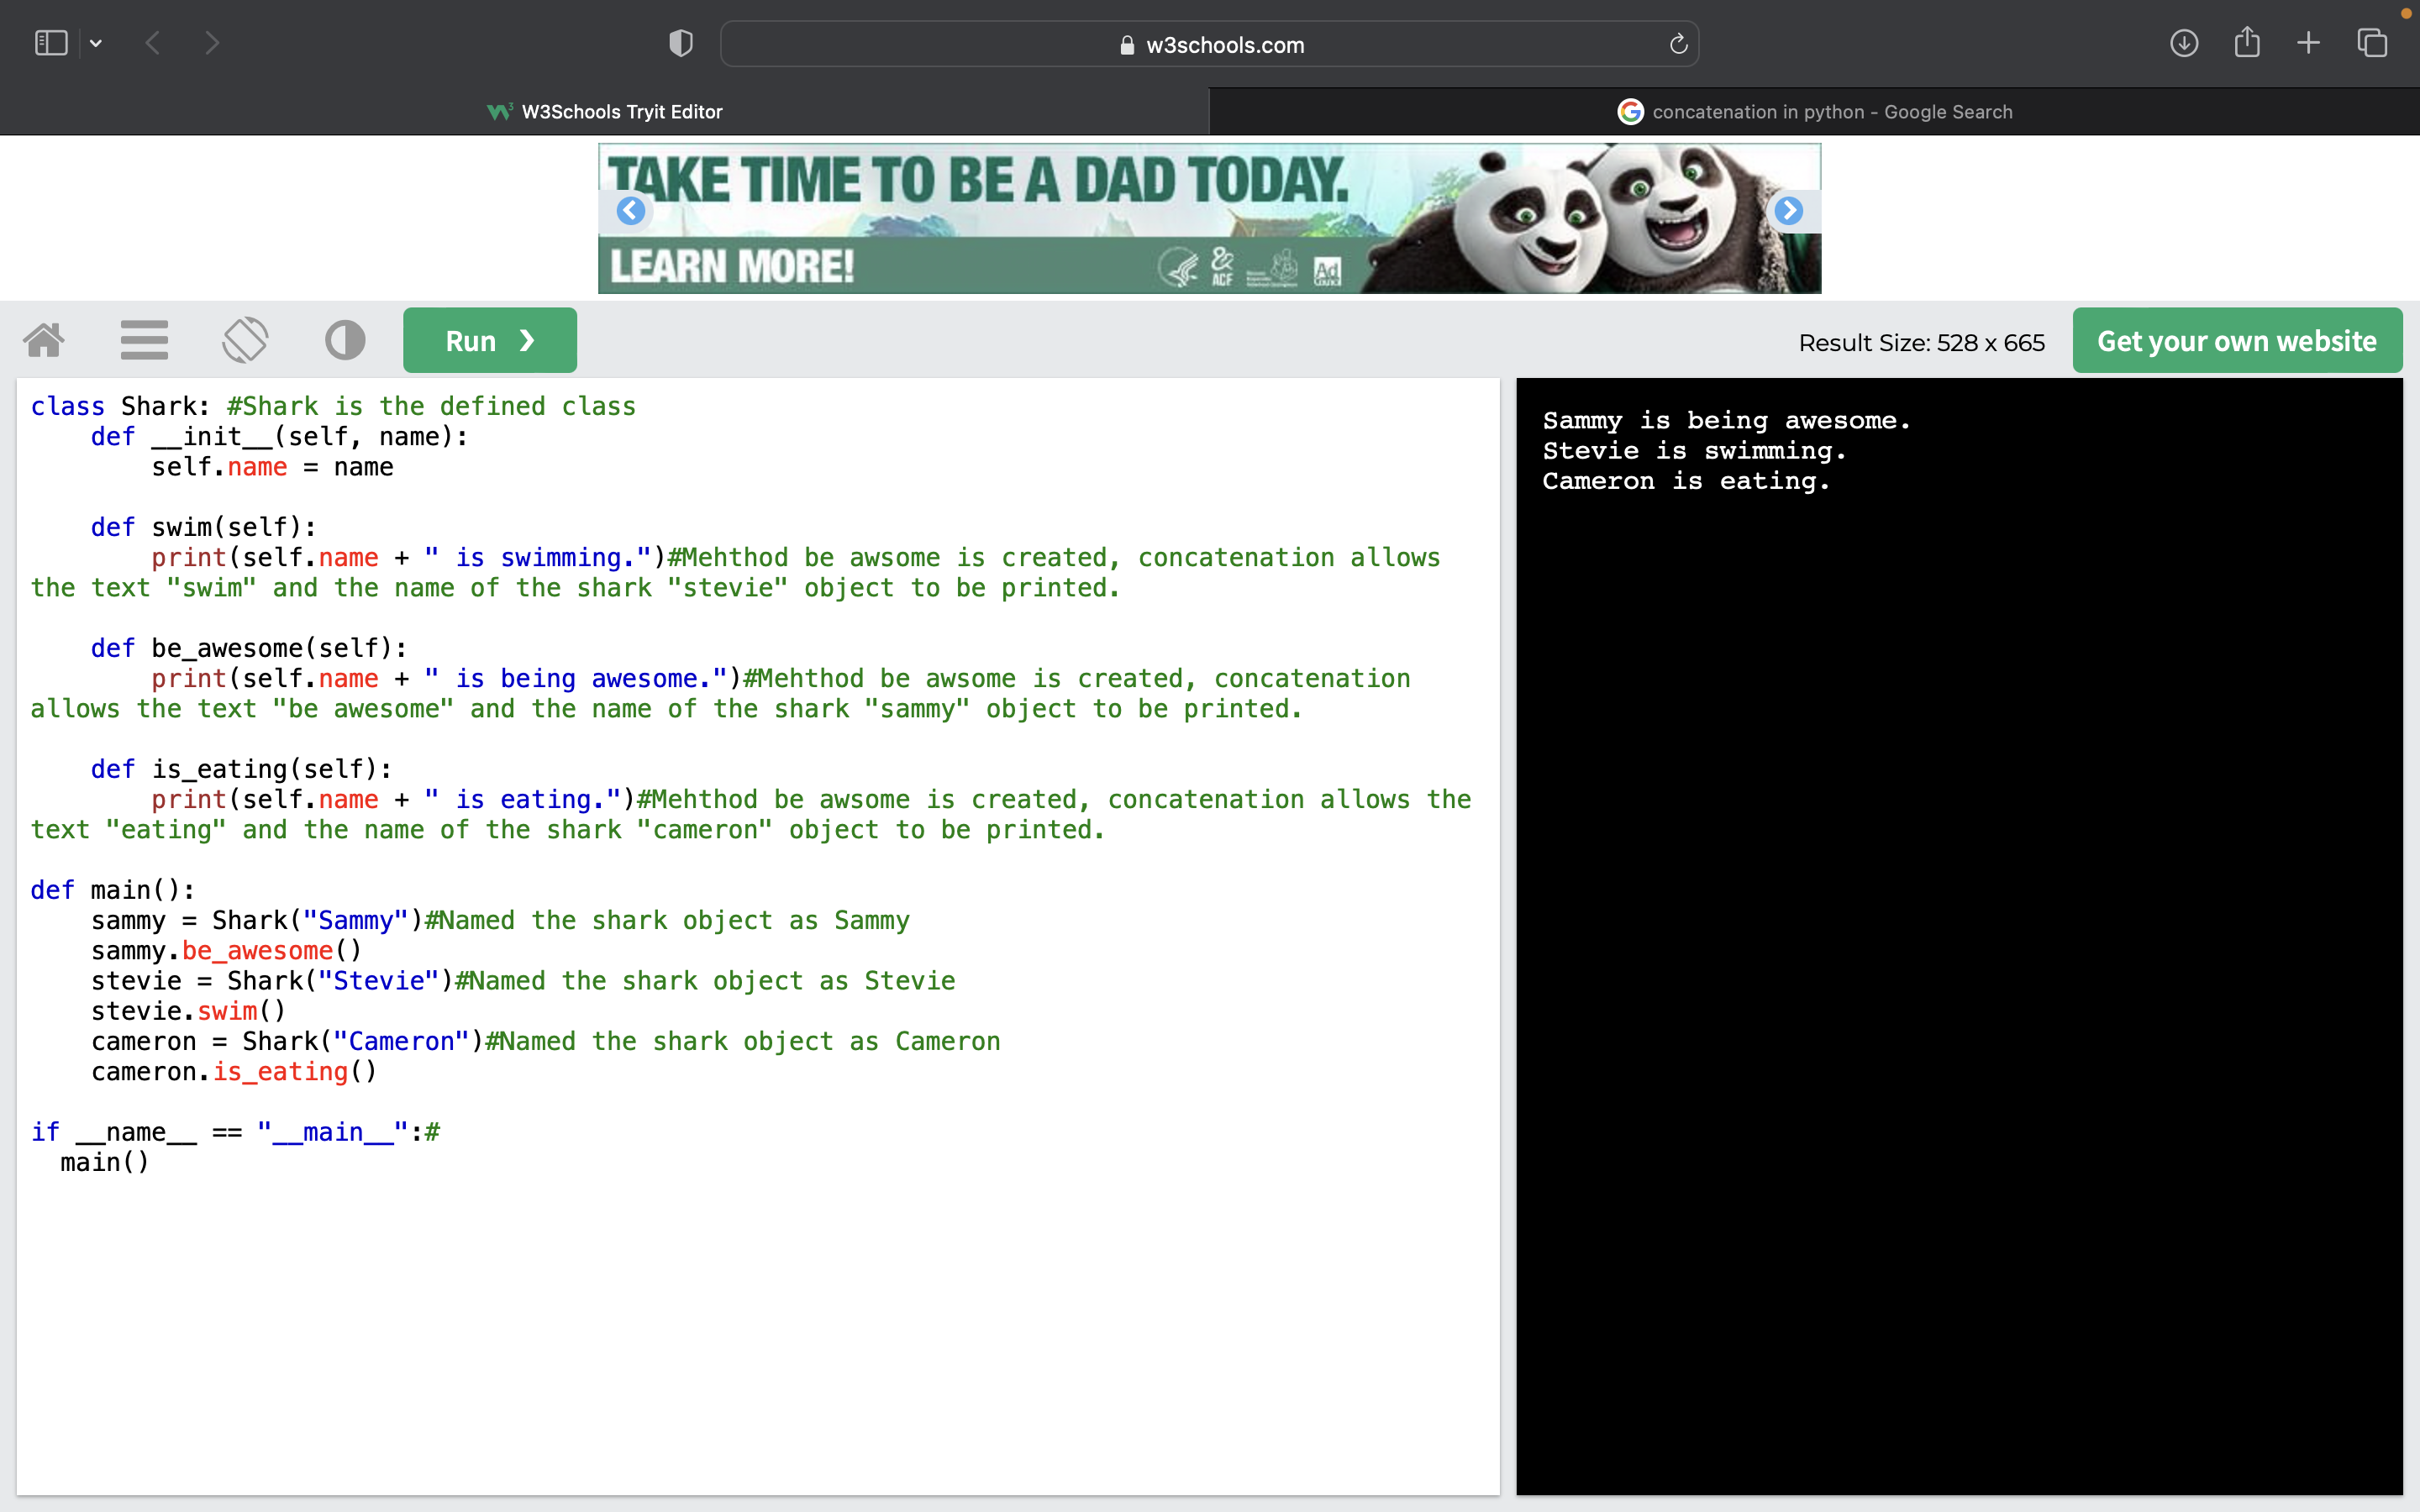 w3schools.com
W3Schools Tryit Editor
concatenation in python - Google Search
TAKE TIME TO BE A DAD TODAY.
LEARN MORE!
ACF
Ad
Council
Run ❯
Result Size: 528 x 665
Get your own website
class Shark: #Shark is the defined class
    def __init__(self, name):
        self.name = name
    def swim(self):
        print(self.name + " is swimming.")#Mehthod be awsome is created, concatenation allows
the text "swim" and the name of the shark "stevie" object to be printed.
    def be_awesome(self):
        print(self.name + " is being awesome.")#Mehthod be awsome is created, concatenation
allows the text "be awesome" and the name of the shark "sammy" object to be printed.
    def is_eating(self):
        print(self.name + " is eating.")#Mehthod be awsome is created, concatenation allows the
text "eating" and the name of the shark "cameron" object to be printed.
def main():
    sammy = Shark("Sammy")#Named the shark object as Sammy
    sammy.be_awesome()
    stevie = Shark("Stevie")#Named the shark object as Stevie
    stevie.swim()
    cameron = Shark("Cameron")#Named the shark object as Cameron
    cameron.is_eating()
if __name__ == "__main__":#
  main()
Sammy is being awesome.
Stevie is swimming.
Cameron is eating.